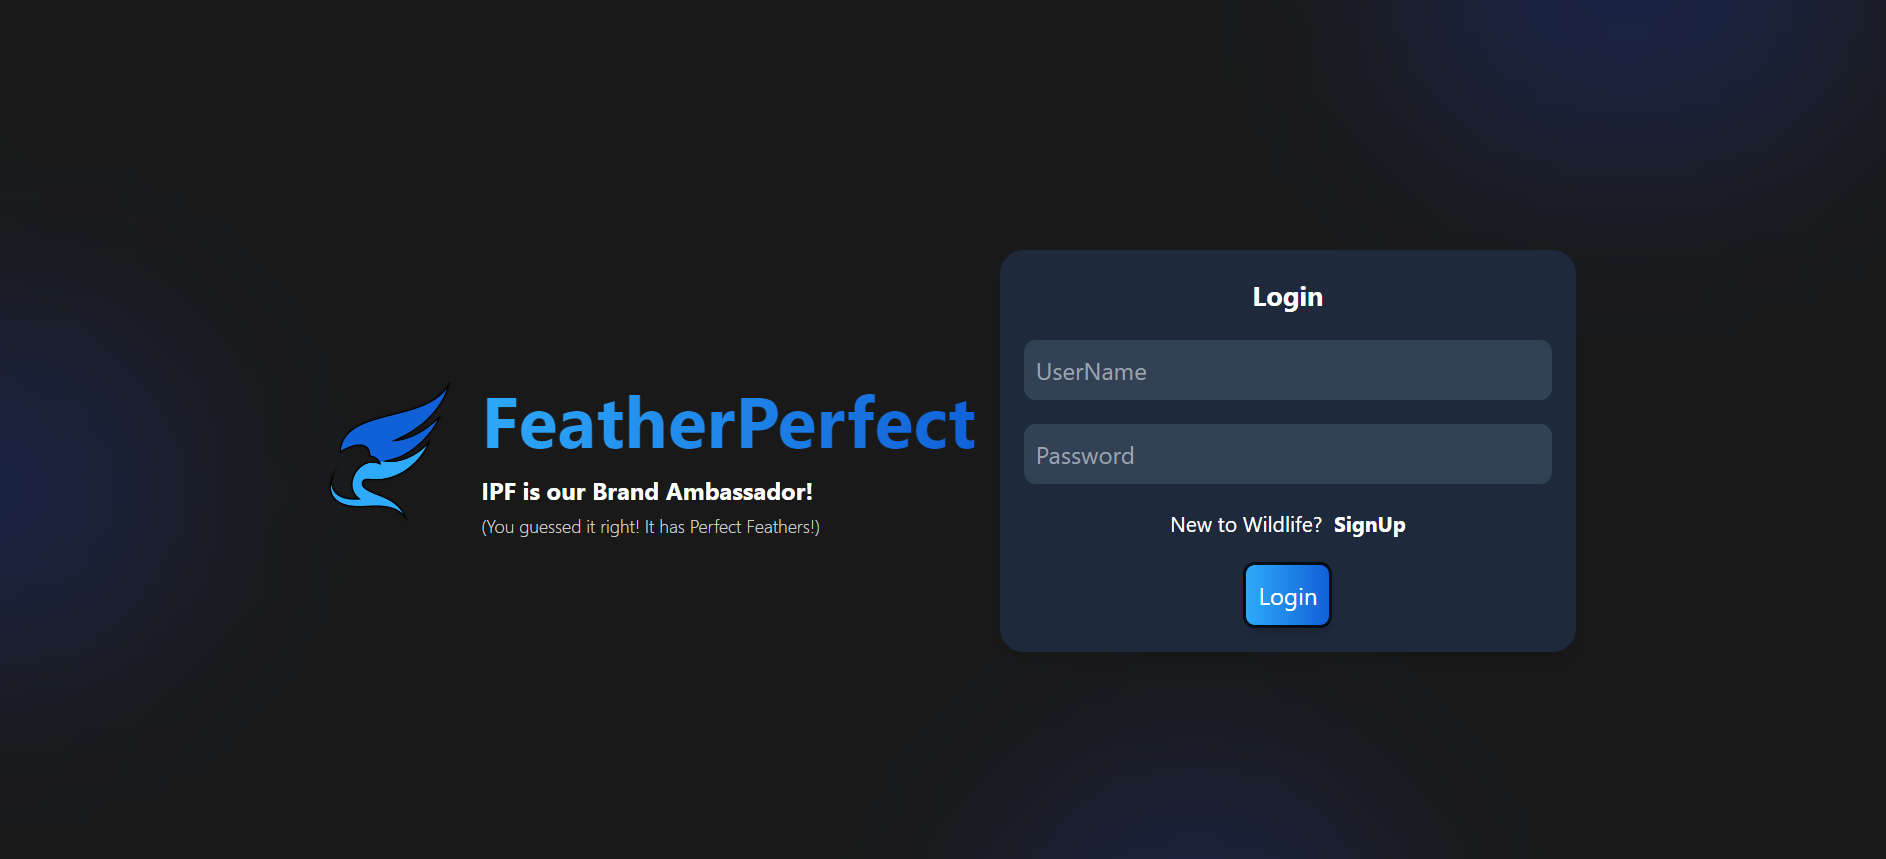 FeatherPerfect
IPF is our Brand Ambassador!
(You guessed it right! It has Perfect Feathers!)
Login
UserName
Password
New to Wildlife? SignUp
Login